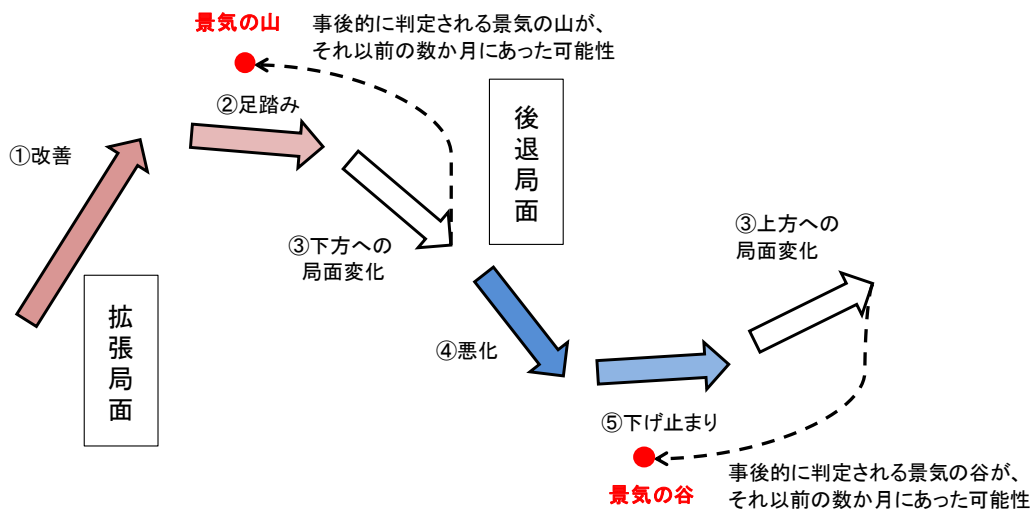 景気の山
事後的に判定される景気の山が、
それ以前の数か月にあった可能性
②足踏み
①改善
後退局面
③下方への
局面変化
③上方への
局面変化
拡張局面
④悪化
⑤下げ止まり
景気の谷
事後的に判定される景気の谷が、
それ以前の数か月にあった可能性